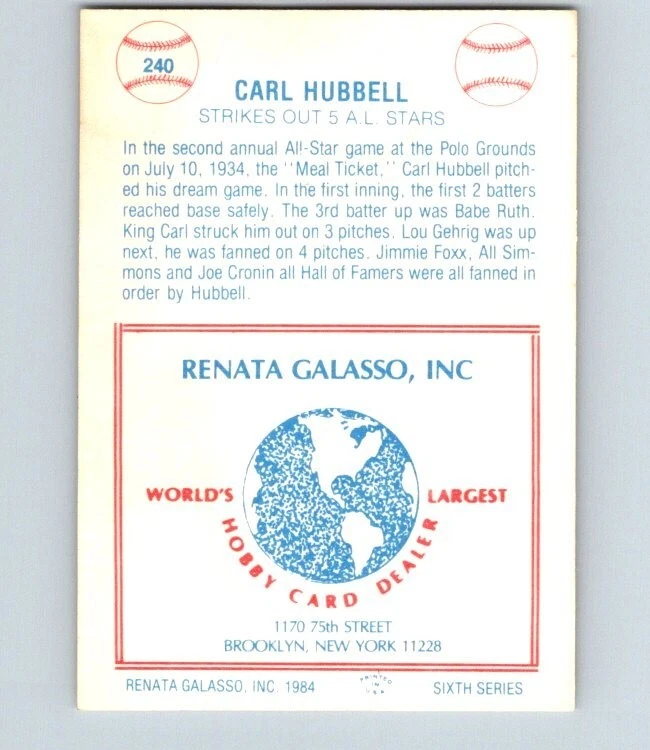 240
CARL HUBBELL
STRIKES OUT 5 A.L. STARS
In the second annual All-Star game at the Polo Grounds
on July 10, 1934, the "Meal Ticket," Carl Hubbell pitch-
ed his dream game. In the first inning, the first 2 batters
reached base safely. The 3rd batter up was Babe Ruth.
King Carl struck him out on 3 pitches. Lou Gehrig was up
next, he was fanned on 4 pitches. Jimmie Foxx, All Sim-
mons and Joe Cronin all Hall of Famers were all fanned in
order by Hubbell.
RENATA GALASSO, INC
WORLD'S LARGEST
HOBBY CARD DEALER
1170 75th STREET
BROOKLYN, NEW YORK 11228
RENATA GALASSO, INC. 1984 PRINTED IN U.S.A. SIXTH SERIES